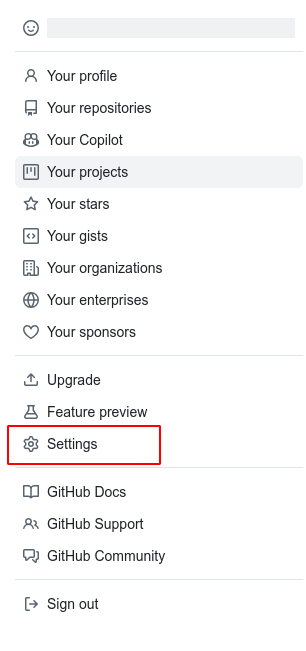 Your profile
Your repositories
Your Copilot
Your projects
Your stars
Your gists
Your organizations
Your enterprises
Your sponsors
Upgrade
Feature preview
Settings
GitHub Docs
GitHub Support
GitHub Community
Sign out